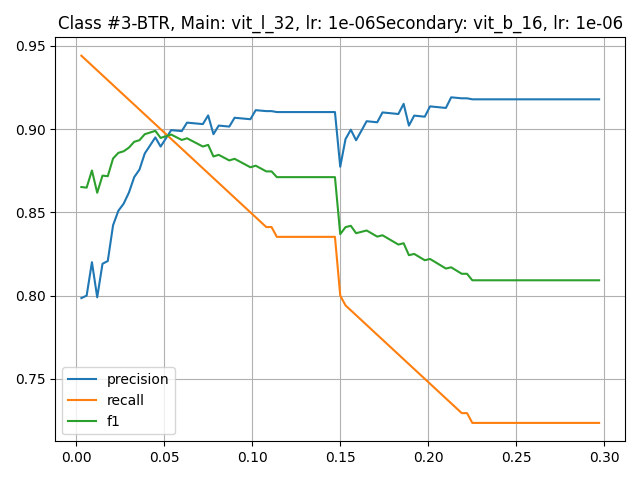 Class #3-BTR, Main: vit_l_32, lr: 1e-06Secondary: vit_b_16, lr: 1e-06
0.95
0.90
0.85
0.80
0.75
precision
recall
f1
0.00 0.05 0.10 0.15 0.20 0.25 0.30